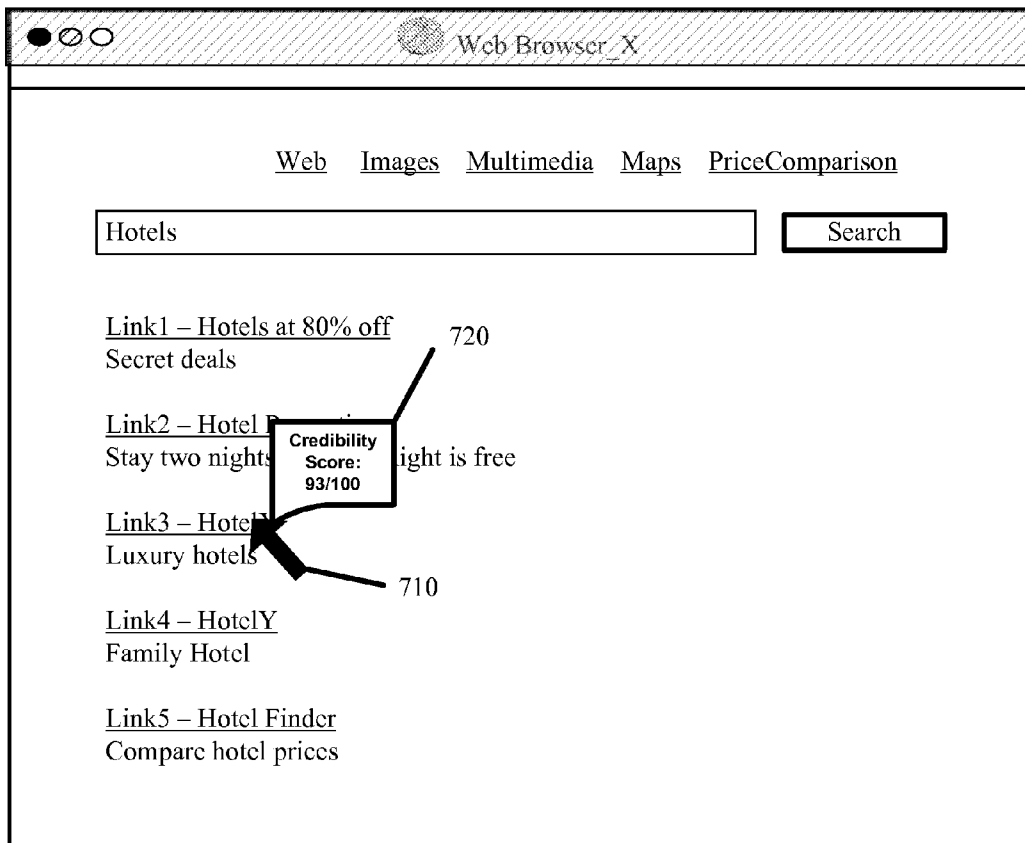 Web Browser_X
Web Images Multimedia Maps PriceComparison
Hotels Search
Link1 – Hotels at 80% off
Secret deals
720
Link2 – Hotel
Credibility
Score:
93/100
Stay two nights ight is free
Link3 – HotelX
Luxury hotels
710
Link4 – HotelY
Family Hotel
Link5 – Hotel Finder
Compare hotel prices